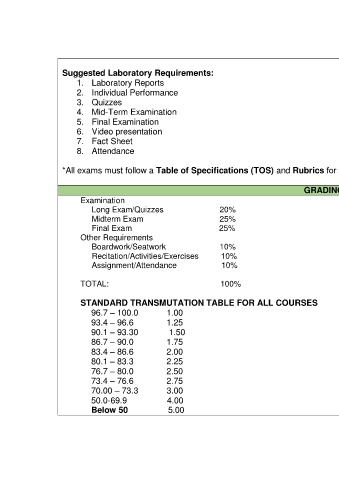 Suggested Laboratory Requirements:
1. Laboratory Reports
2. Individual Performance
3. Quizzes
4. Mid-Term Examination
5. Final Examination
6. Video presentation
7. Fact Sheet
8. Attendance
*All exams must follow a Table of Specifications (TOS) and Rubrics for
GRADING
Examination
Long Exam/Quizzes 20%
Midterm Exam 25%
Final Exam 25%
Other Requirements
Boardwork/Seatwork 10%
Recitation/Activities/Exercises 10%
Assignment/Attendance 10%
TOTAL: 100%
STANDARD TRANSMUTATION TABLE FOR ALL COURSES
96.7 – 100.0 1.00
93.4 – 96.6 1.25
90.1 – 93.30 1.50
86.7 – 90.0 1.75
83.4 – 86.6 2.00
80.1 – 83.3 2.25
76.7 – 80.0 2.50
73.4 – 76.6 2.75
70.00 – 73.3 3.00
50.0-69.9 4.00
Below 50 5.00